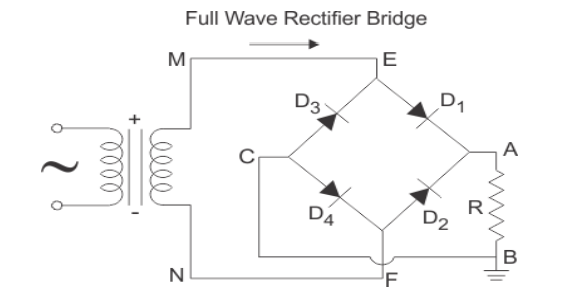 Full Wave Rectifier Bridge
M
E
D3
D1
+
C
A
~
R
D4
D2
-
B
N
F